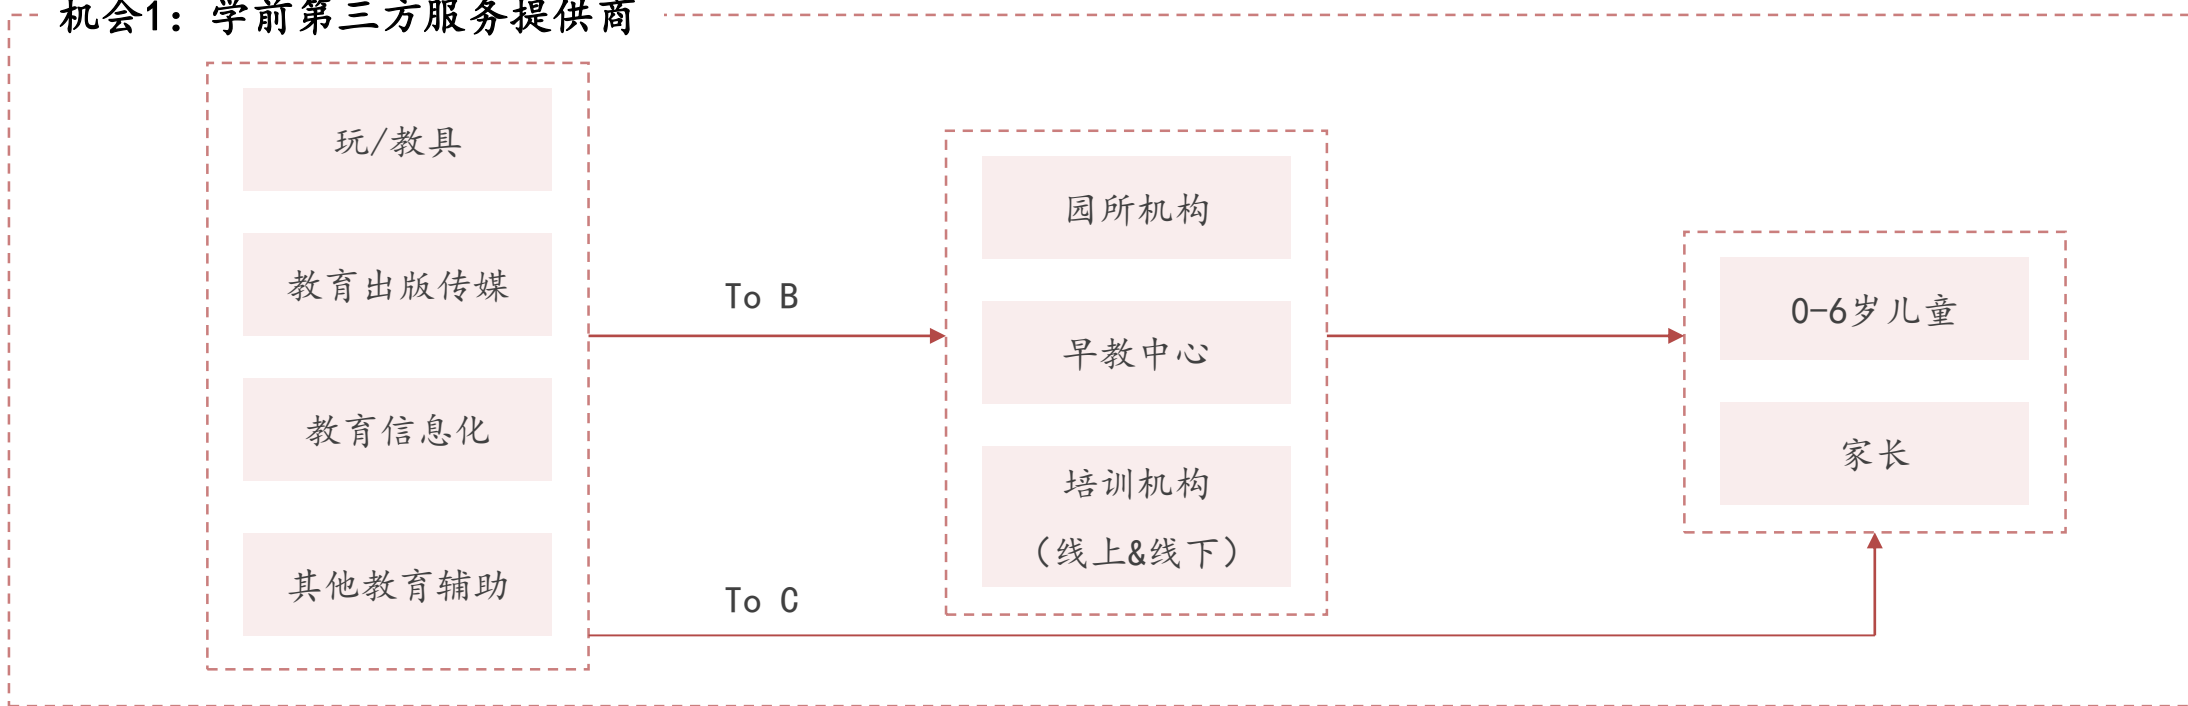 机会1：学前第三方服务提供商
玩/教具
教育出版传媒
教育信息化
其他教育辅助
To B
To C
园所机构
早教中心
培训机构
（线上&线下）
0-6岁儿童
家长